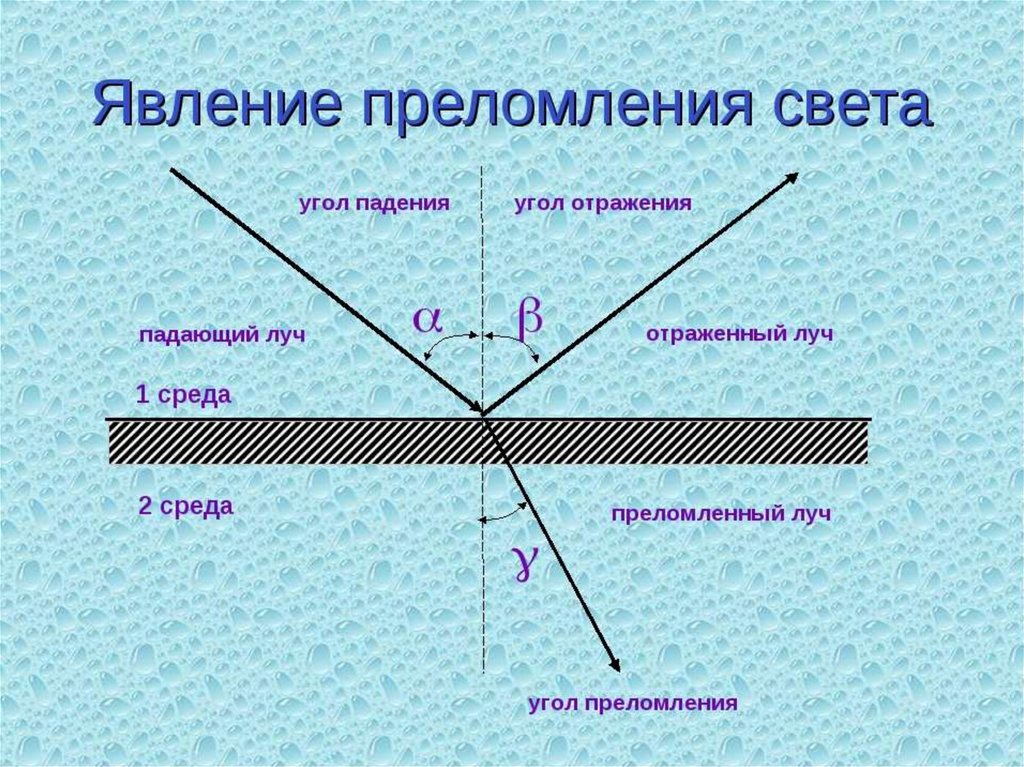 Явление преломления света
угол падения
угол отражения
α
β
падающий луч
отраженный луч
1 среда
2 среда
преломленный луч
γ
угол преломления